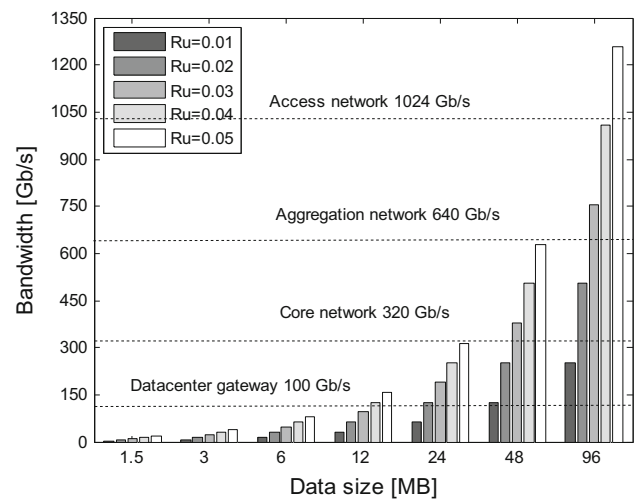 1350
1200
1050
900
750
600
450
300
150
0
Bandwidth [Gb/s]
Ru=0.01
Ru=0.02
Ru=0.03
Ru=0.04
Ru=0.05
Access network 1024 Gb/s
Aggregation network 640 Gb/s
Core network 320 Gb/s
Datacenter gateway 100 Gb/s
1.5 3 6 12 24 48 96
Data size [MB]